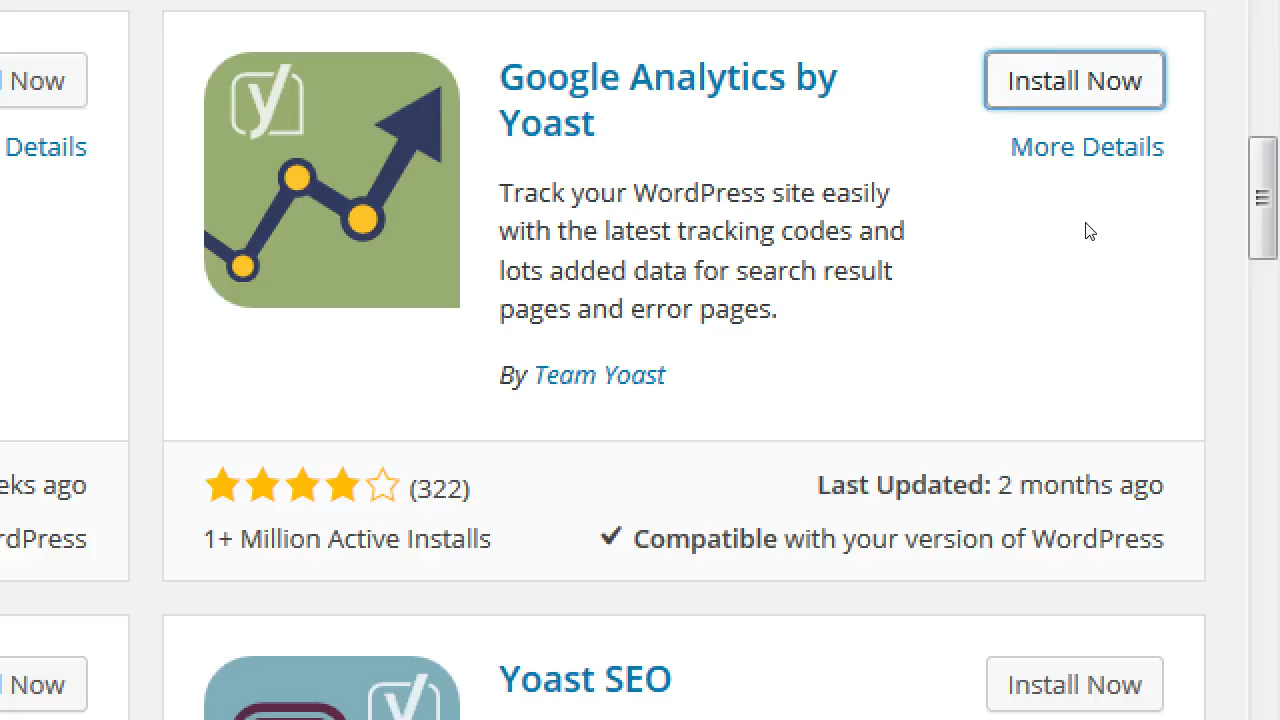 Now
Details
eks ago
rdPress
Now
y
Google Analytics by
Yoast
Install Now
More Details
Track your WordPress site easily
with the latest tracking codes and
lots added data for search result
pages and error pages.
By Team Yoast
(322)
Last Updated: 2 months ago
1+ Million Active Installs
Compatible with your version of WordPress
y
Yoast SEO
Install Now